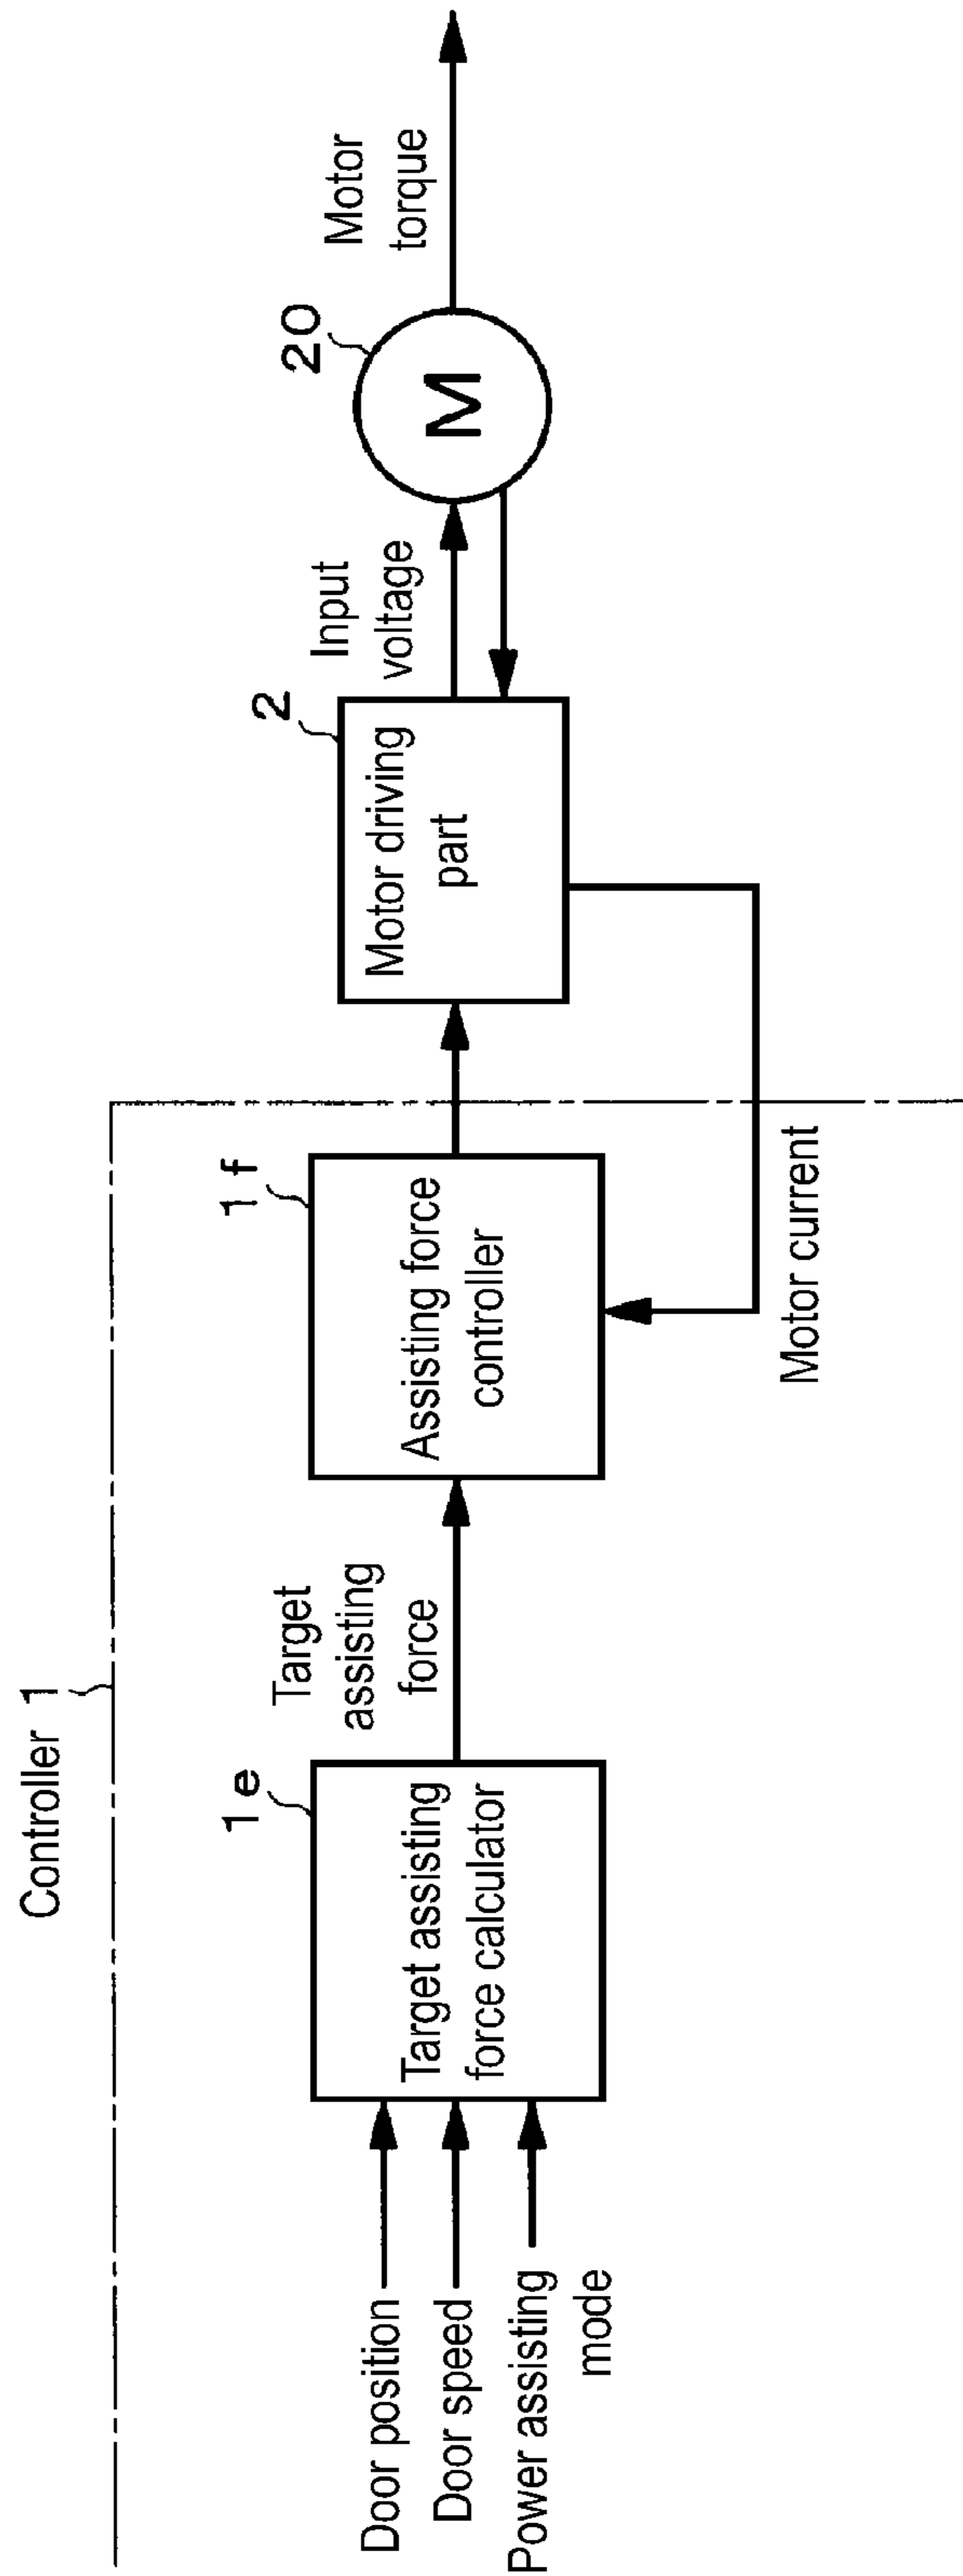 Controller 1
Door position
Door speed
Power assisting
mode
1e
Target assisting
force calculator
Target
assisting
force
1f
Assisting force
controller
Motor current
2
Motor driving
part
Input
voltage
20
M
Motor
torque